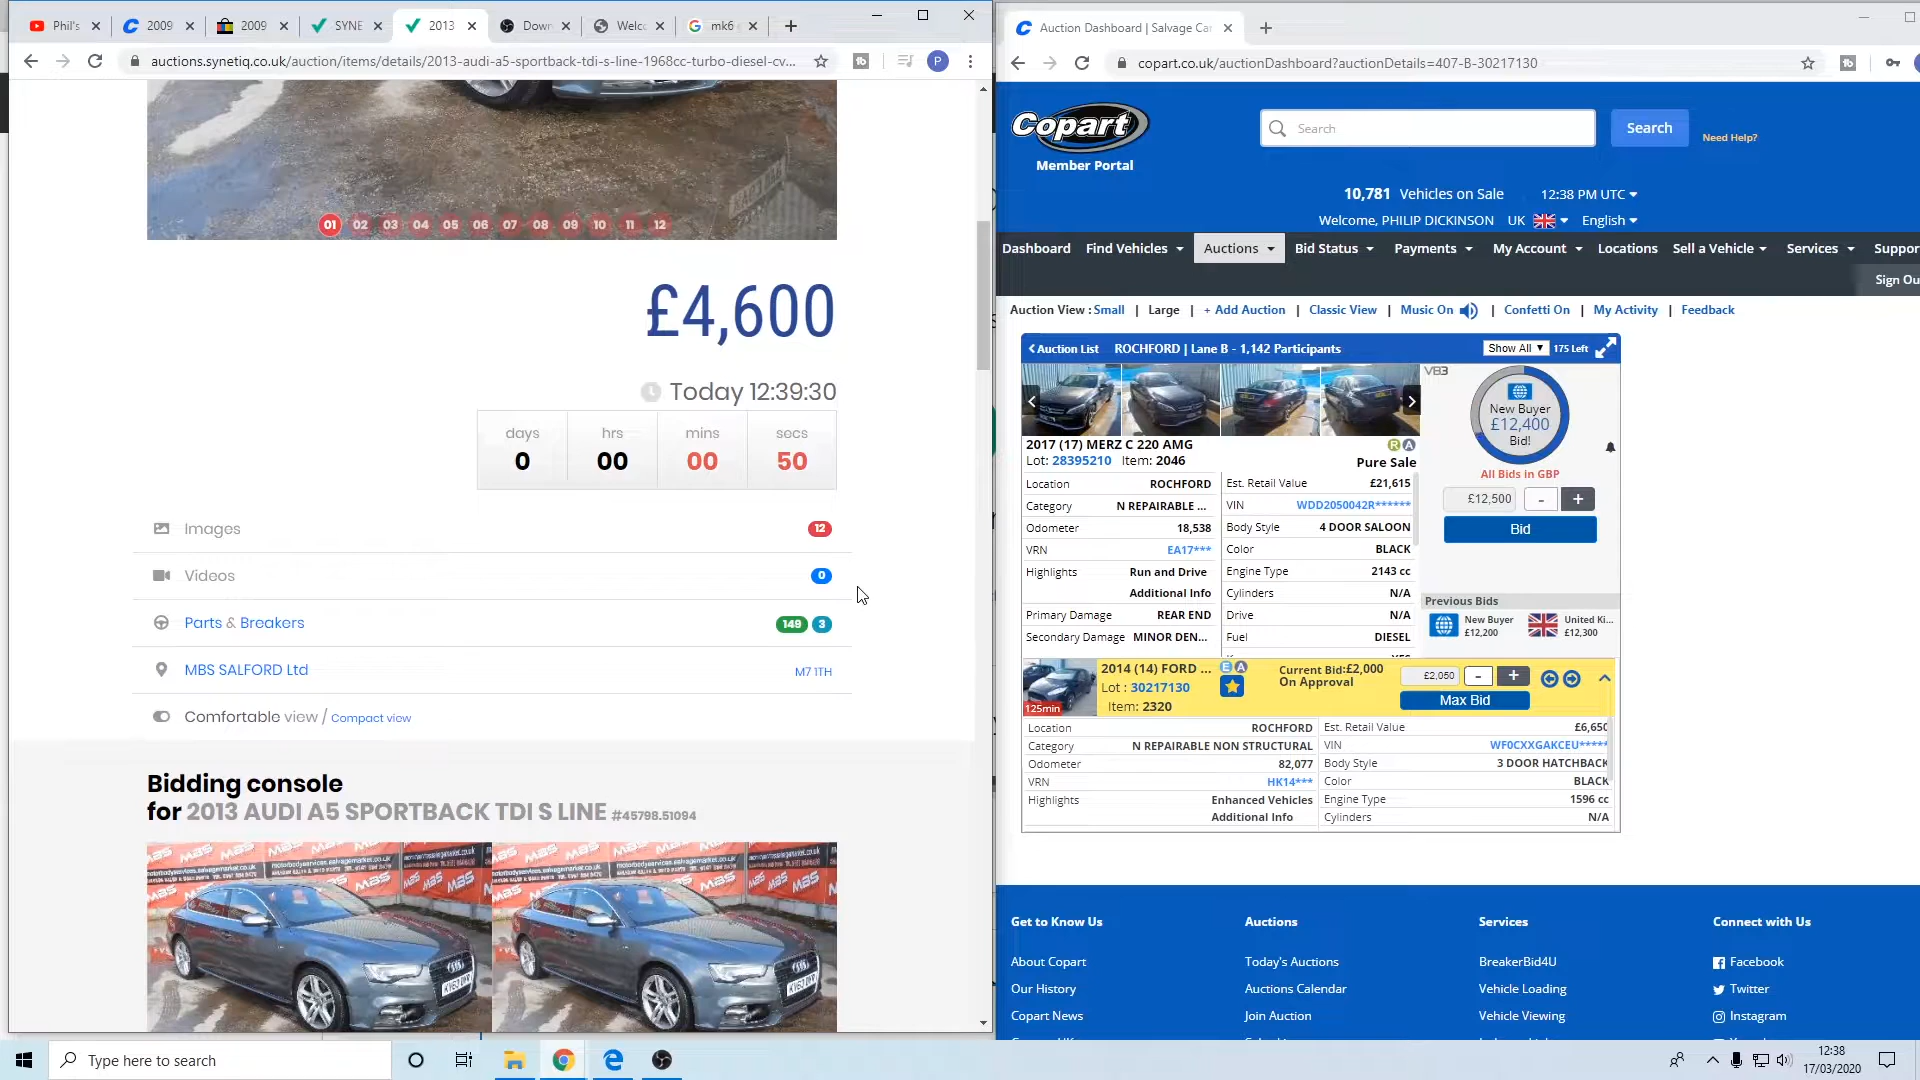 Phil's
2009
2009
SYNE
2013
Down
Welc
mk6
auctions.synetiq.co.uk/auction/items/details/2013-audi-a5-sportback-tdi-s-line-1968cc-turbo-diesel-cv...
P
01 02 03 04 05 06 07 08 09 10 11 12
£4,600
Today 12:39:30
days hrs mins secs
0 00 00 50
Images 12
Videos 0
Parts & Breakers 149 3
MBS SALFORD Ltd M7 1TH
Comfortable view / Compact view
Bidding console
for 2013 AUDI A5 SPORTBACK TDI S LINE #45798.51094
Auction Dashboard | Salvage Car
copart.co.uk/auctionDashboard?auctionDetails=407-B-30217130
Copart
Member Portal
Search
Search
Need Help?
10,781 Vehicles on Sale 12:38 PM UTC
Welcome, PHILIP DICKINSON UK English
Dashboard Find Vehicles Auctions Bid Status Payments My Account Locations Sell a Vehicle Services Suppor
Sign Ou
Auction View : Small | Large | + Add Auction | Classic View | Music On | Confetti On | My Activity | Feedback
Auction List ROCHFORD | Lane B - 1,142 Participants Show All 175 Left
VB3
New Buyer
£12,400
Bid!
All Bids in GBP
£12,500 - +
Bid
Previous Bids
New Buyer
£12,200
United Ki...
£12,300
2017 (17) MERZ C 220 AMG R A
Lot: 28395210 Item: 2046 Pure Sale
Location ROCHFORD Est. Retail Value £21,615
Category N REPAIRABLE ... VIN WDD2050042R******
Odometer 18,538 Body Style 4 DOOR SALOON
VRN EA17*** Color BLACK
Highlights Run and Drive Engine Type 2143 cc
Additional Info Cylinders N/A
Primary Damage REAR END Drive N/A
Secondary Damage MINOR DEN... Fuel DIESEL
125min
2014 (14) FORD ... E A
Lot : 30217130
Item: 2320
Current Bid:£2,000
On Approval
£2,050 - +
Max Bid
Location ROCHFORD Est. Retail Value £6,650
Category N REPAIRABLE NON STRUCTURAL VIN WF0CXXGAKCEU*****
Odometer 82,077 Body Style 3 DOOR HATCHBACK
VRN HK14*** Color BLACK
Highlights Enhanced Vehicles Engine Type 1596 cc
Additional Info Cylinders N/A
Get to Know Us Auctions Services Connect with Us
About Copart Today's Auctions BreakerBid4U Facebook
Our History Auctions Calendar Vehicle Loading Twitter
Copart News Join Auction Vehicle Viewing Instagram
Type here to search
12:38
17/03/2020